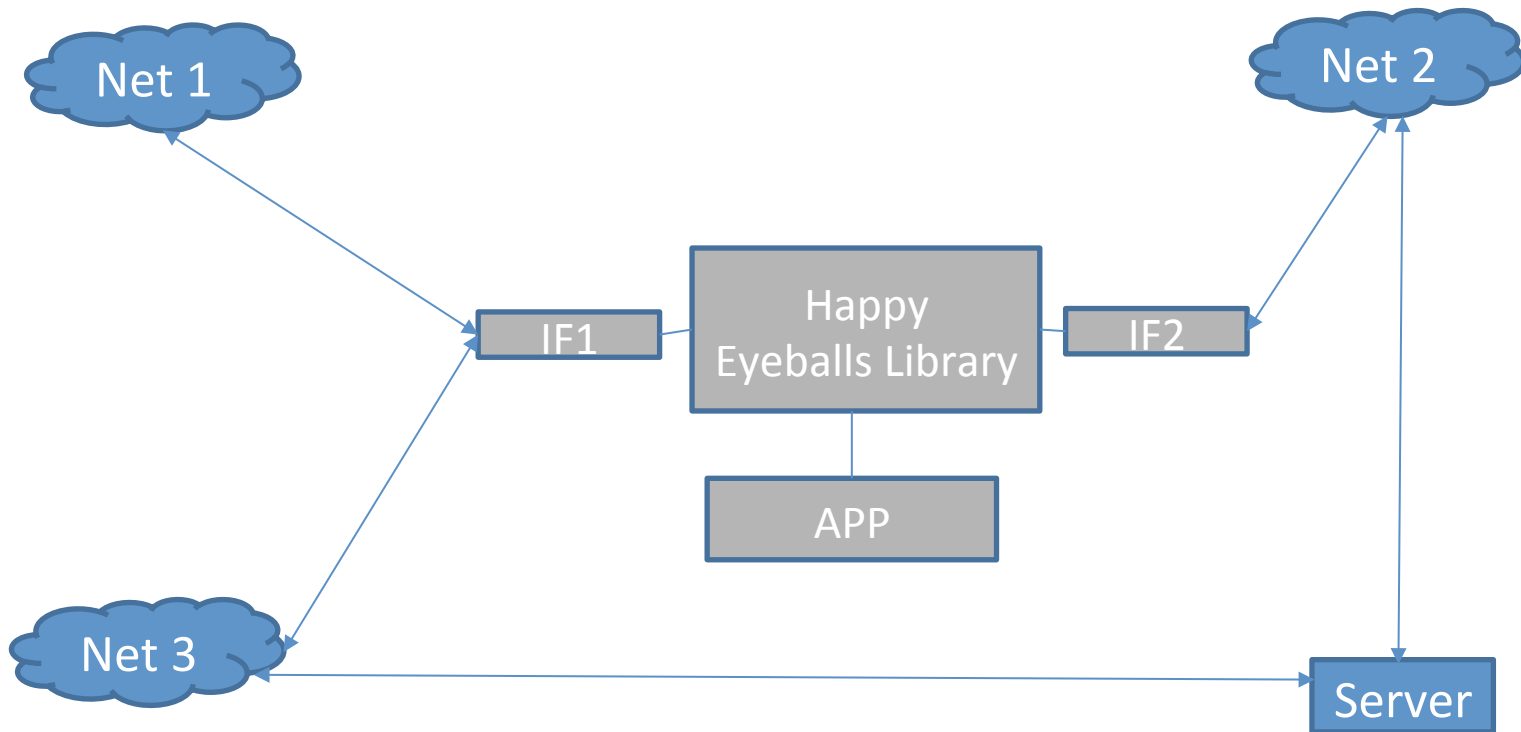 Net 1
Net 2
Happy
Eyeballs Library
IF1
IF2
APP
Net 3
Server